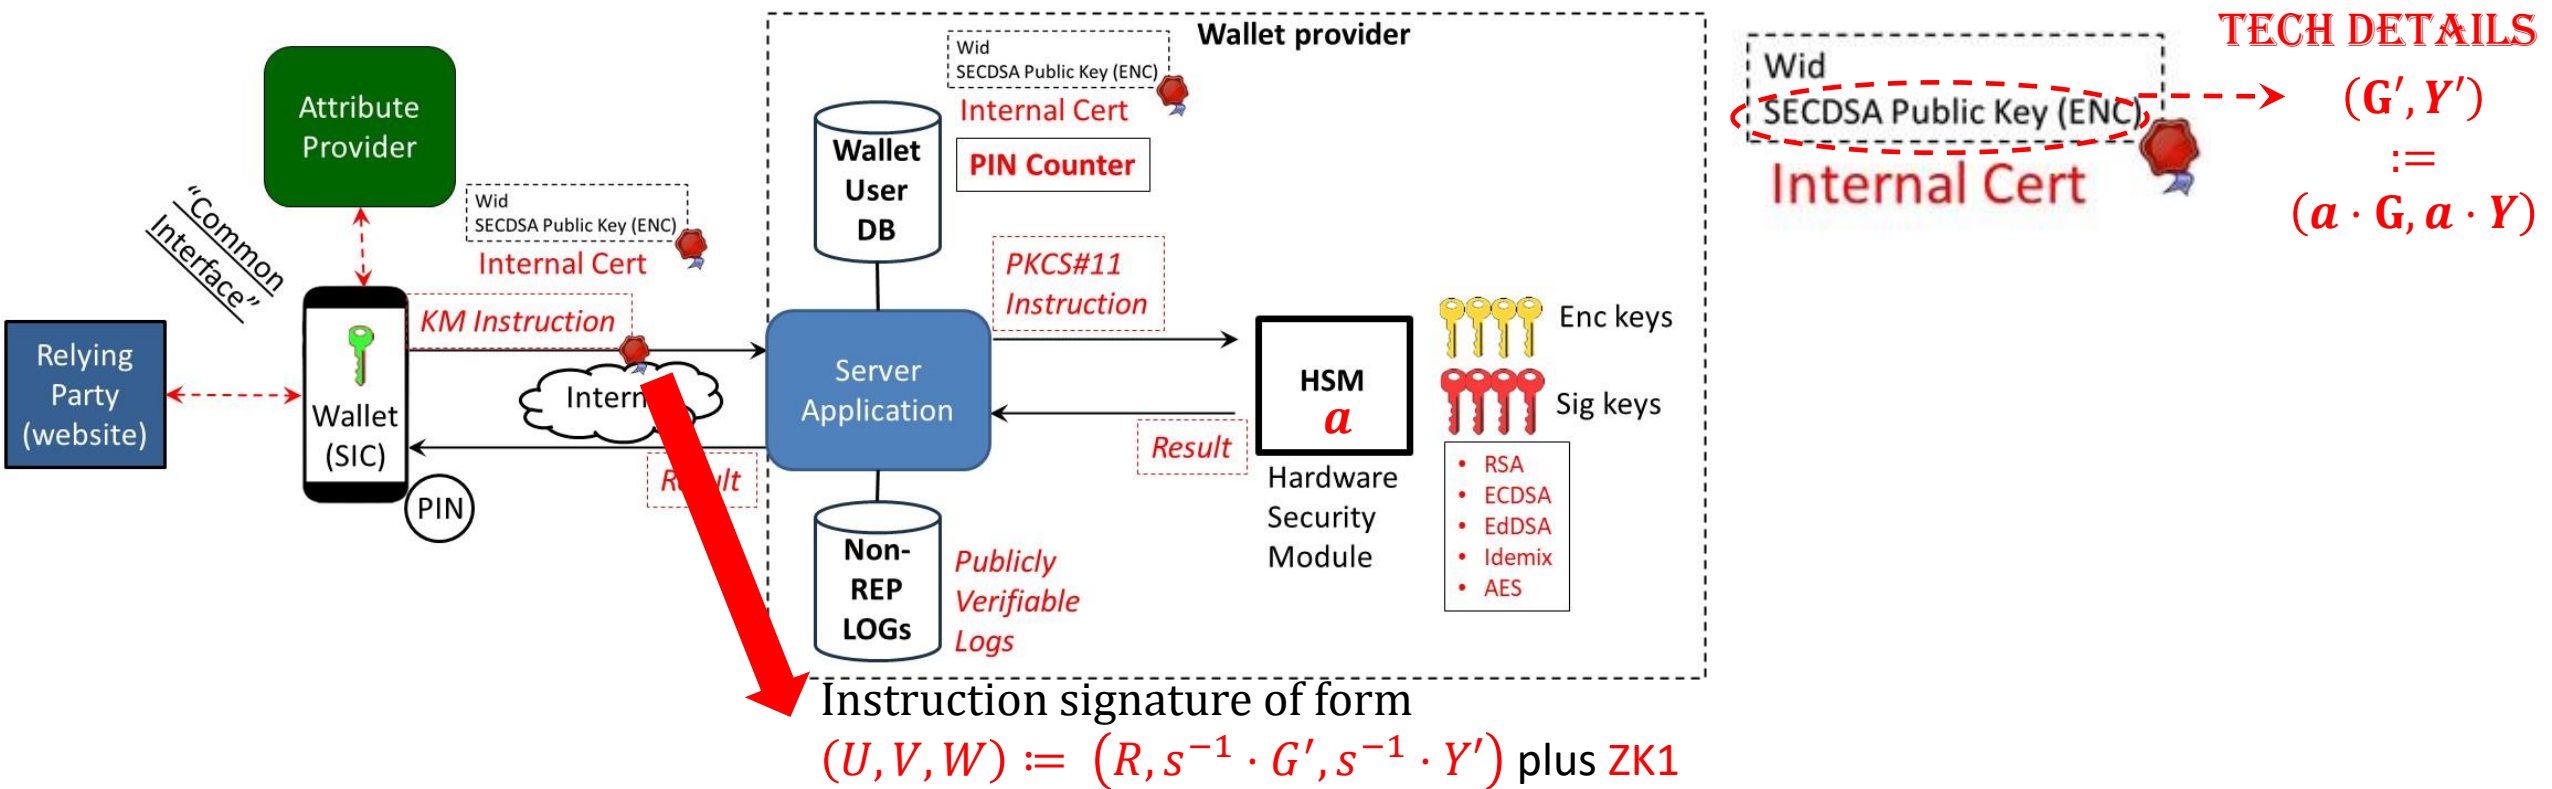 Wallet provider
TECH DETAILS
Wid
SECDSA Public Key (ENC)
Internal Cert
PIN Counter
Wallet
User
DB
Attribute
Provider
"Common
Interface"
Wid
SECDSA Public Key (ENC)
Internal Cert
KM Instruction
Relying
Party
(website)
Wallet
(SIC)
PIN
Result
Server
Application
PKCS#11
Instruction
Result
HSM
a
Hardware
Security
Module
Enc keys
Sig keys
• RSA
• ECDSA
• EdDSA
• Idemix
• AES
Non-
REP
LOGs
Publicly
Verifiable
Logs
Wid
SECDSA Public Key (ENC)
Internal Cert
(G′, Y′)
:=
(a · G, a · Y)
Instruction signature of form
(U, V, W) ≔ (R, s⁻¹ · G′, s⁻¹ · Y′) plus ZK1